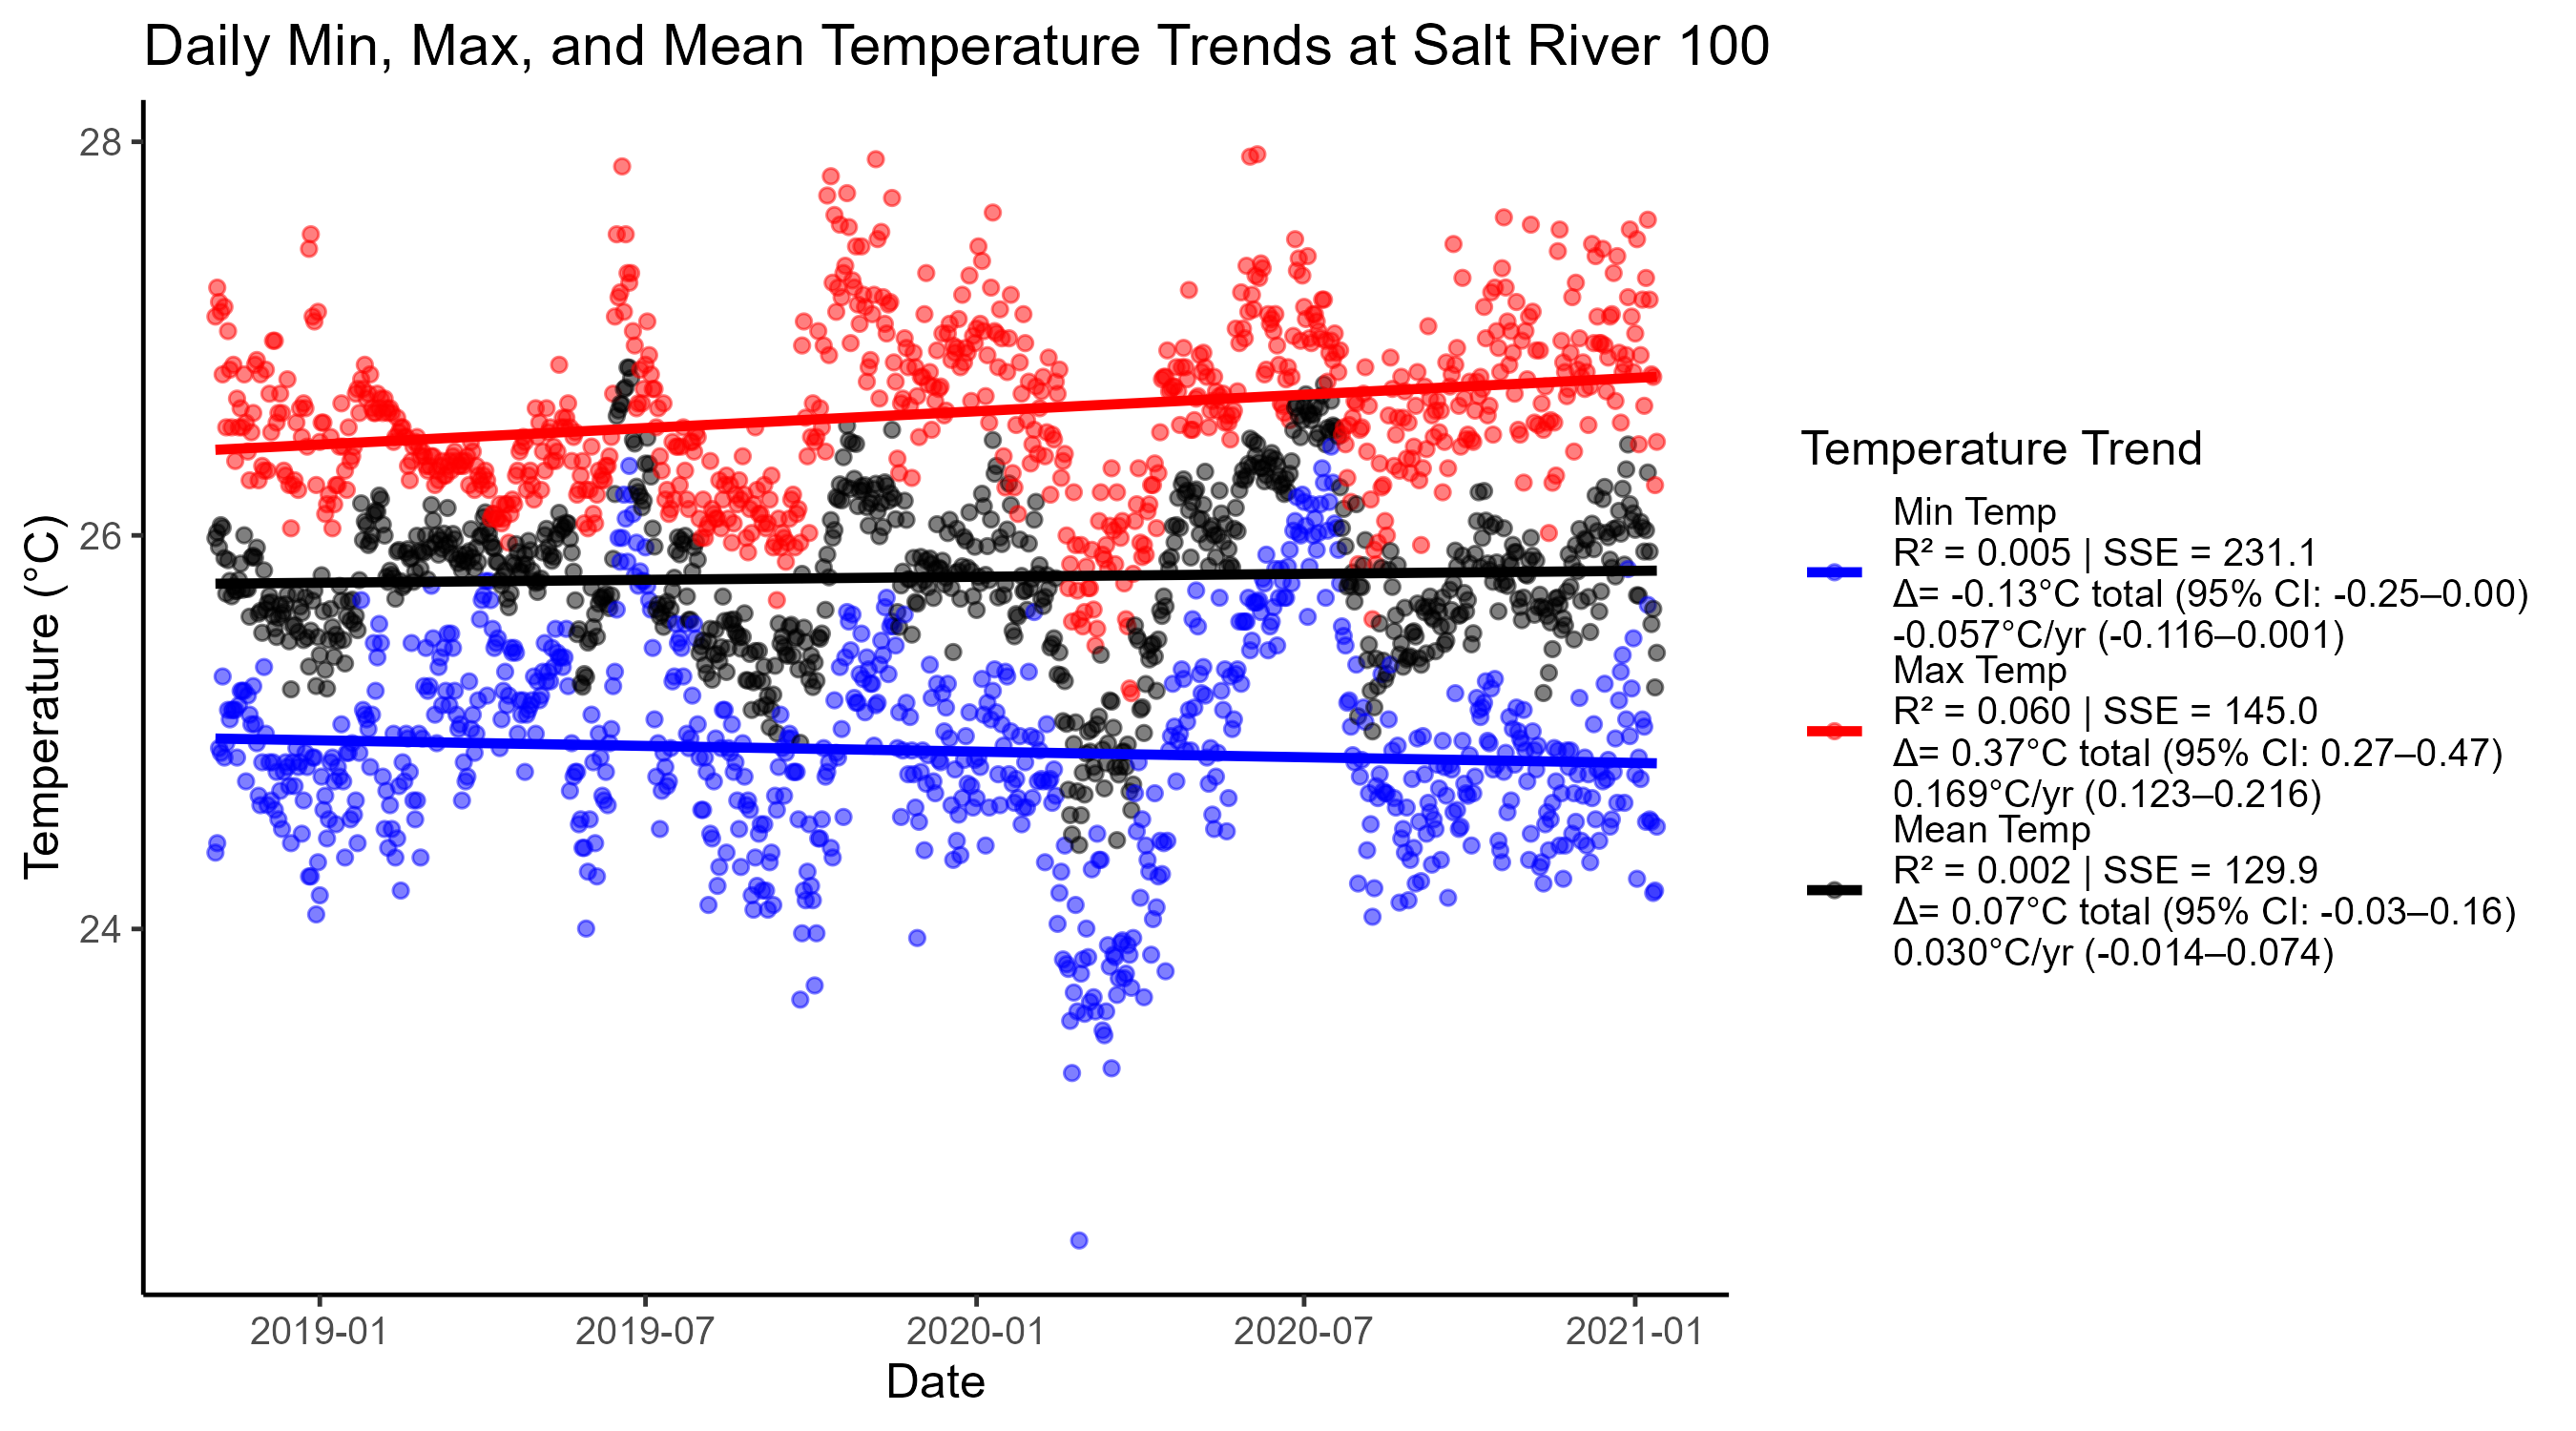 Daily Min, Max, and Mean Temperature Trends at Salt River 100
28
26
24
Temperature (°C)
2019-01
2019-07
2020-01
2020-07
2021-01
Date
Temperature Trend
Min Temp
R² = 0.005 | SSE = 231.1
Δ= -0.13°C total (95% CI: -0.25–0.00)
-0.057°C/yr (-0.116–0.001)
Max Temp
R² = 0.060 | SSE = 145.0
Δ= 0.37°C total (95% CI: 0.27–0.47)
0.169°C/yr (0.123–0.216)
Mean Temp
R² = 0.002 | SSE = 129.9
Δ= 0.07°C total (95% CI: -0.03–0.16)
0.030°C/yr (-0.014–0.074)